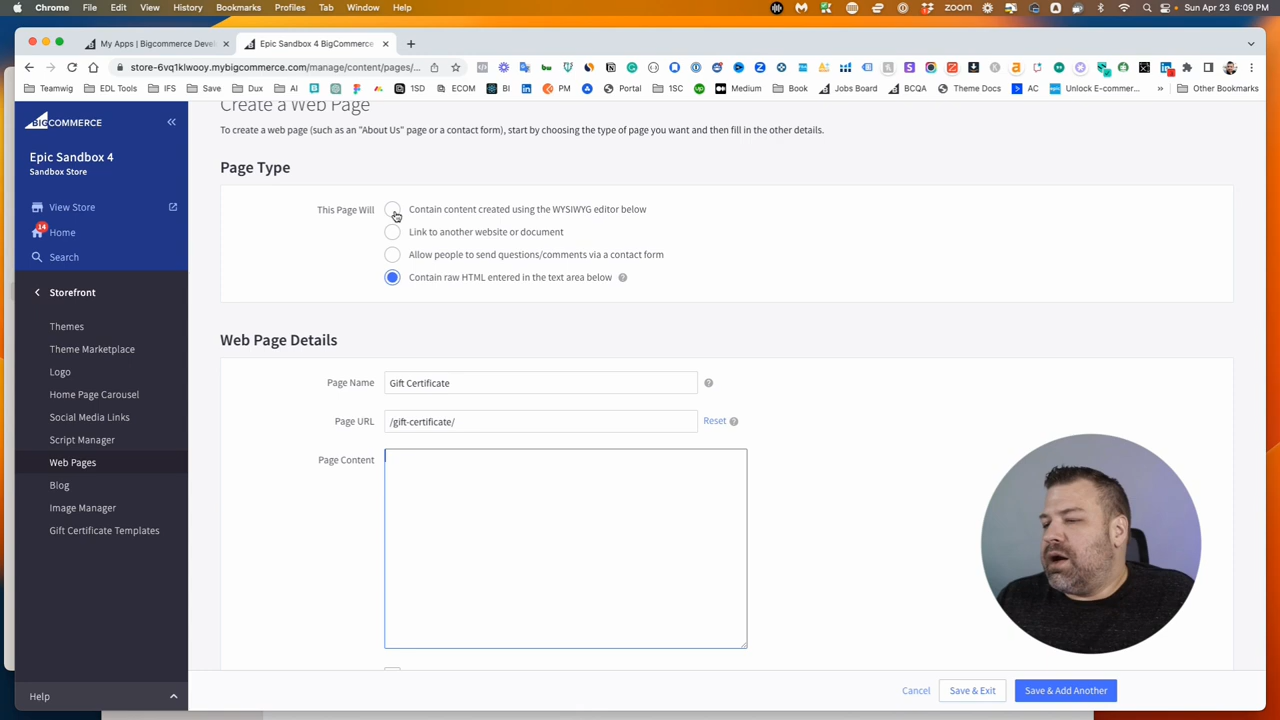 Chrome File Edit View History Bookmarks Profiles Tab Window Help ZOOM Sun Apr 23 6:09 PM
My Apps | Bigcommerce Devel
Epic Sandbox 4 BigCommerce
store-6vq1klwooy.mybigcommerce.com/manage/content/pages/...
Teamwig EDL Tools IFS Save Dux AI 1SD ECOM BI in PM Portal 1SC Medium Book Jobs Board BCQA Theme Docs AC Unlock E-commer... » Other Bookmarks
BIGCOMMERCE
Epic Sandbox 4
Sandbox Store
View Store
14
Home
Search
Storefront
Themes
Theme Marketplace
Logo
Home Page Carousel
Social Media Links
Script Manager
Web Pages
Blog
Image Manager
Gift Certificate Templates
Help
Create a Web Page
To create a web page (such as an "About Us" page or a contact form), start by choosing the type of page you want and then fill in the other details.
Page Type
This Page Will
Contain content created using the WYSIWYG editor below
Link to another website or document
Allow people to send questions/comments via a contact form
Contain raw HTML entered in the text area below
Web Page Details
Page Name
Gift Certificate
Page URL
/gift-certificate/
Reset
Page Content
Cancel
Save & Exit
Save & Add Another